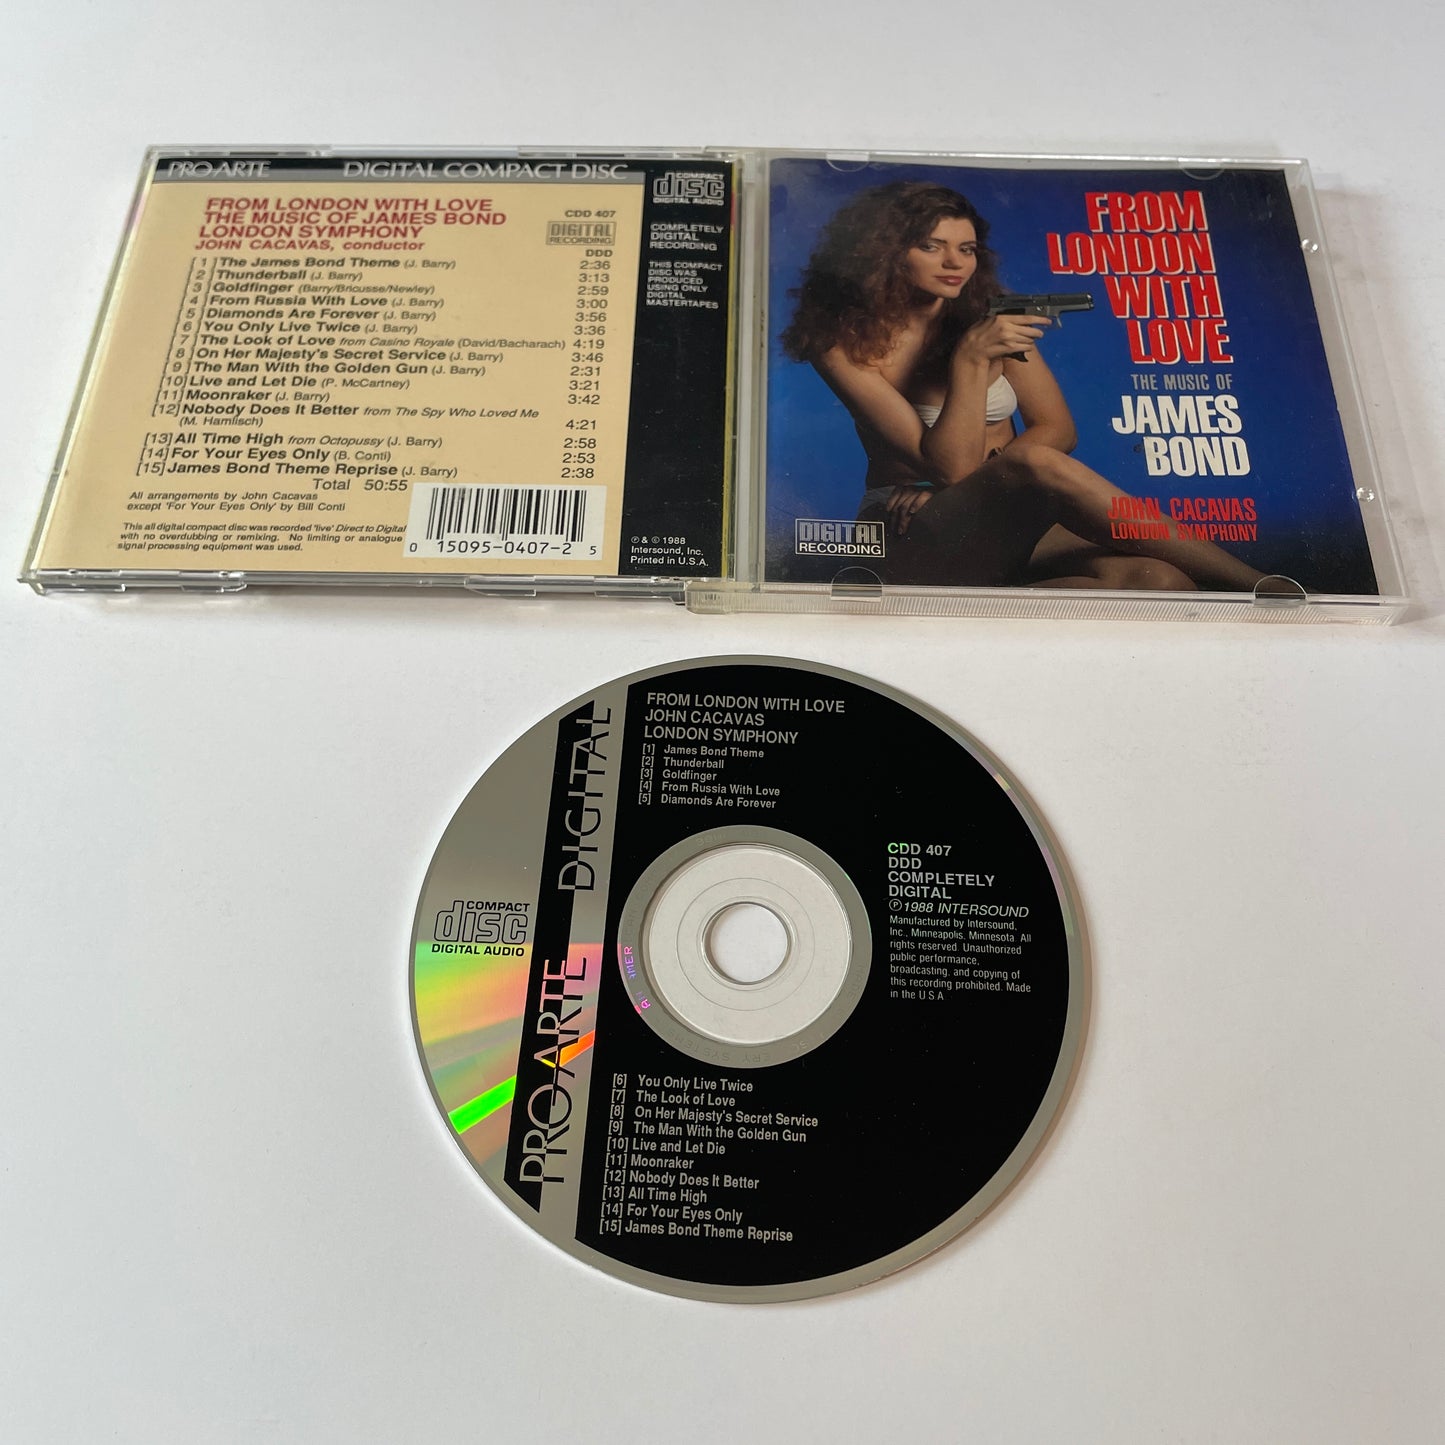 PRO ARTE DIGITAL COMPACT DISC
FROM LONDON WITH LOVE
THE MUSIC OF JAMES BOND
LONDON SYMPHONY
JOHN CACAVAS, conductor
CDD 407
DIGITAL
RECORDING
DDD
[1] The James Bond Theme (J. Barry) 2:36
[2] Thunderball (J. Barry) 3:13
[3] Goldfinger (Barry/Bricusse/Newley) 2:59
[4] From Russia With Love (J. Barry) 3:00
[5] Diamonds Are Forever (J. Barry) 3:56
[6] You Only Live Twice (J. Barry) 3:36
[7] The Look of Love from Casino Royale (David/Bacharach) 4:19
[8] On Her Majesty's Secret Service (J. Barry) 3:46
[9] The Man With the Golden Gun (J. Barry) 2:31
[10] Live and Let Die (P. McCartney) 3:21
[11] Moonraker (J. Barry) 3:42
[12] Nobody Does It Better from The Spy Who Loved Me
(M. Hamlisch) 4:21
[13] All Time High from Octopussy (J. Barry) 2:58
[14] For Your Eyes Only (B. Conti) 2:53
[15] James Bond Theme Reprise (J. Barry) 2:38
Total 50:55
All arrangements by John Cacavas
except 'For Your Eyes Only' by Bill Conti
This all digital compact disc was recorded 'live' Direct to Digital
with no overdubbing or remixing. No limiting or analogue
signal processing equipment was used.
0 15095-0407-2 5
COMPACT
disc
DIGITAL AUDIO
COMPLETELY
DIGITAL
RECORDING
THIS COMPACT
DISC WAS
PRODUCED
USING ONLY
DIGITAL
MASTERTAPES
℗ & © 1988
Intersound, Inc.
Printed in U.S.A.
FROM
LONDON
WITH
LOVE
THE MUSIC OF
JAMES
BOND
JOHN CACAVAS
LONDON SYMPHONY
DIGITAL
RECORDING
FROM LONDON WITH LOVE
JOHN CACAVAS
LONDON SYMPHONY
[1] James Bond Theme
[2] Thunderball
[3] Goldfinger
[4] From Russia With Love
[5] Diamonds Are Forever
PRO ARTE DIGITAL
COMPACT
disc
DIGITAL AUDIO
CDD 407
DDD
COMPLETELY
DIGITAL
℗ 1988 INTERSOUND
Manufactured by Intersound,
Inc., Minneapolis, Minnesota. All
rights reserved. Unauthorized
public performance,
broadcasting, and copying of
this recording prohibited. Made
in the U S A
[6] You Only Live Twice
[7] The Look of Love
[8] On Her Majesty's Secret Service
[9] The Man With the Golden Gun
[10] Live and Let Die
[11] Moonraker
[12] Nobody Does It Better
[13] All Time High
[14] For Your Eyes Only
[15] James Bond Theme Reprise